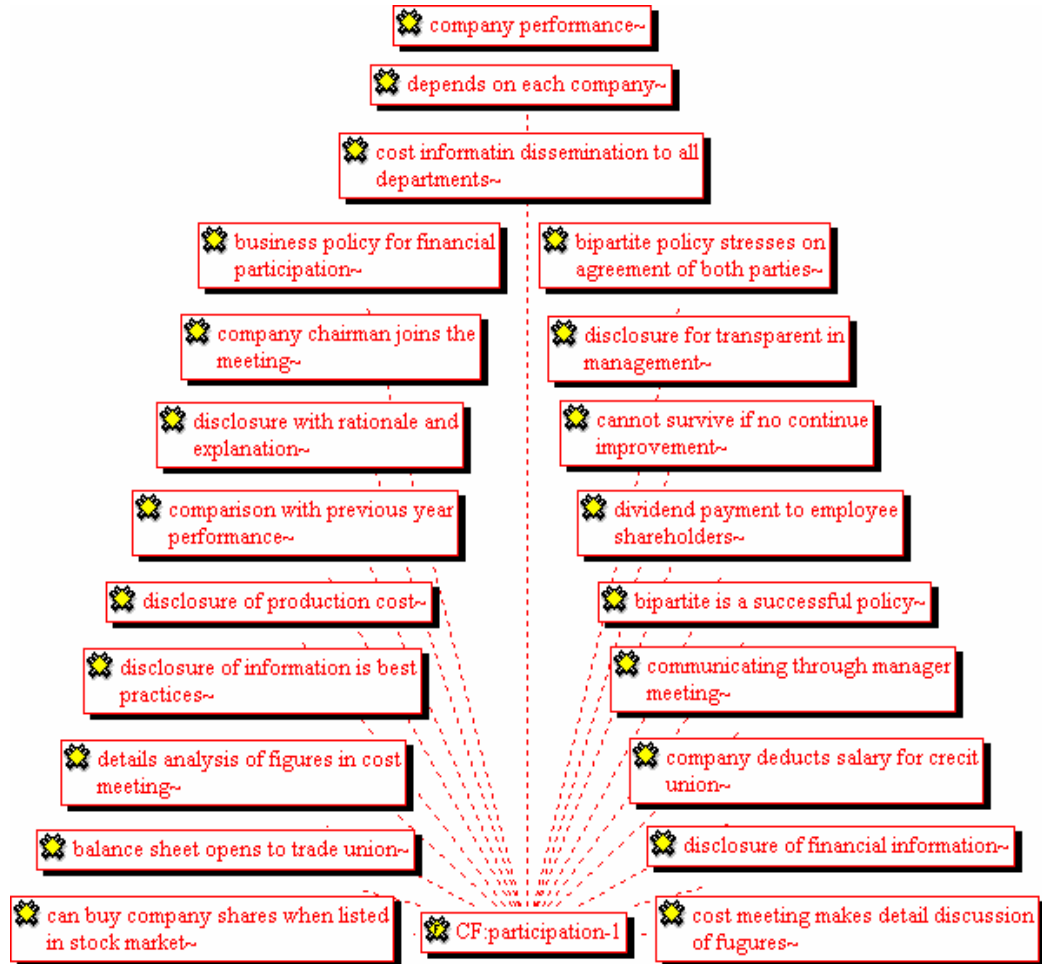 company performance~
depends on each company~
cost informatin dissemination to all
departments~
business policy for financial
participation~
bipartite policy stresses on
agreement of both parties~
company chairman joins the
meeting~
disclosure for transparent in
management~
disclosure with rationale and
explanation~
cannot survive if no continue
improvement~
comparison with previous year
performance~
dividend payment to employee
shareholders~
disclosure of production cost~
bipartite is a successful policy~
disclosure of information is best
practices~
communicating through manager
meeting~
details analysis of figures in cost
meeting~
company deducts salary for crecit
union~
balance sheet opens to trade union~
disclosure of financial information~
can buy company shares when listed
in stock market~
CF:participation-1
cost meeting makes detail discussion
of fugures~